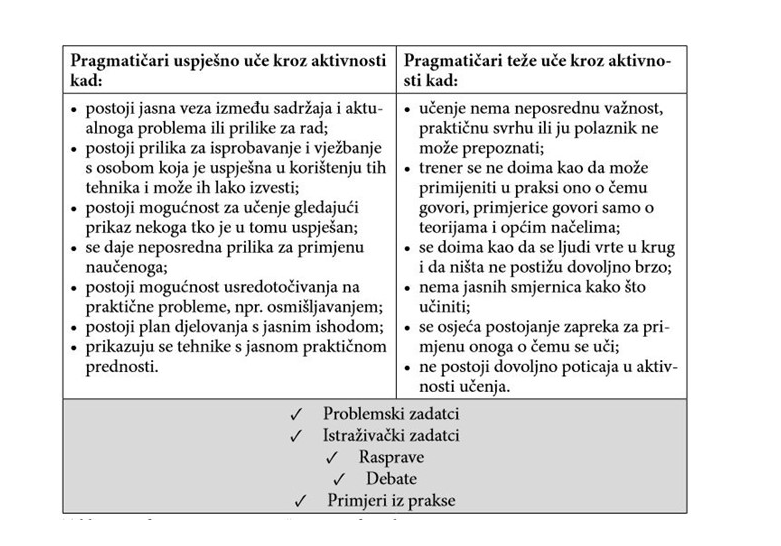 Pragmatičari uspješno uče kroz aktivnosti
kad:
• postoji jasna veza između sadržaja i aktu-
alnoga problema ili prilike za rad;
• postoji prilika za isprobavanje i vježbanje
s osobom koja je uspješna u korištenju tih
tehnika i može ih lako izvesti;
• postoji mogućnost za učenje gledajući
prikaz nekoga tko je u tomu uspješan;
• se daje neposredna prilika za primjenu
naučenoga;
• postoji mogućnost usredotočivanja na
praktične probleme, npr. osmišljavanjem;
• postoji plan djelovanja s jasnim ishodom;
• prikazuju se tehnike s jasnom praktičnom
prednosti.
Pragmatičari teže uče kroz aktivno-
sti kad:
• učenje nema neposrednu važnost,
praktičnu svrhu ili ju polaznik ne
može prepoznati;
• trener se ne doima kao da može
primijeniti u praksi ono o čemu
govori, primjerice govori samo o
teorijama i općim načelima;
• se doima kao da se ljudi vrte u krug
i da ništa ne postižu dovoljno brzo;
• nema jasnih smjernica kako što
učiniti;
• se osjeća postojanje zapreka za pri-
mjenu onoga o čemu se uči;
• ne postoji dovoljno poticaja u aktiv-
nosti učenja.
✓ Problemski zadatci
✓ Istraživački zadatci
✓ Rasprave
✓ Debate
✓ Primjeri iz prakse